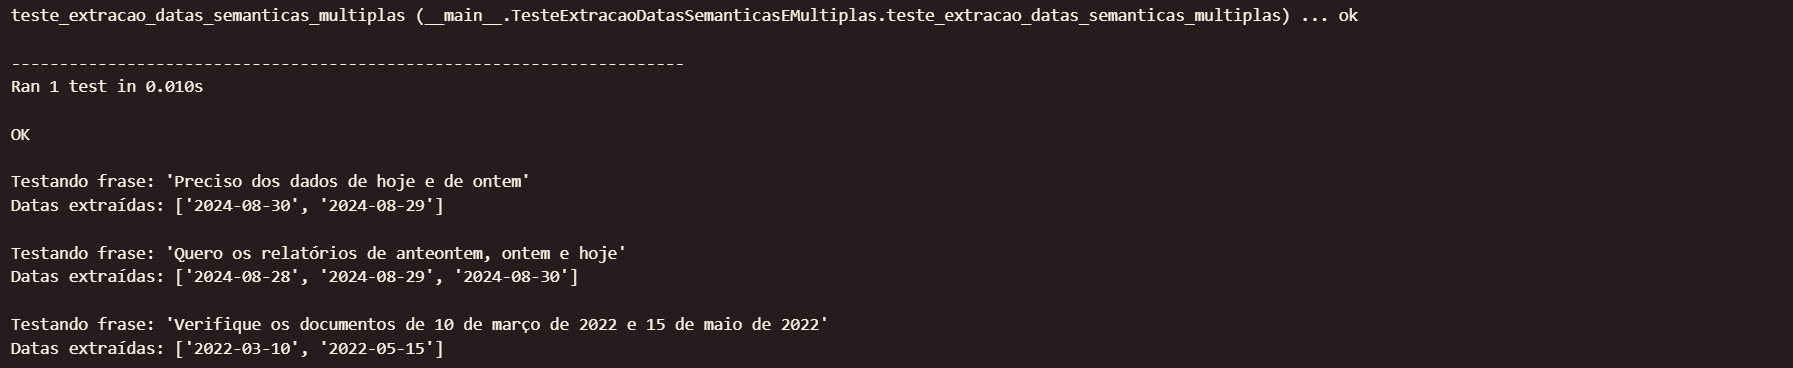 teste_extracao_datas_semanticas_multiplas (__main__.TesteExtracaoDatasSemanticasEMultiplas.teste_extracao_datas_semanticas_multiplas) ... ok
----------------------------------------------------------------------
Ran 1 test in 0.010s
OK
Testando frase: 'Preciso dos dados de hoje e de ontem'
Datas extraídas: ['2024-08-30', '2024-08-29']
Testando frase: 'Quero os relatórios de anteontem, ontem e hoje'
Datas extraídas: ['2024-08-28', '2024-08-29', '2024-08-30']
Testando frase: 'Verifique os documentos de 10 de março de 2022 e 15 de maio de 2022'
Datas extraídas: ['2022-03-10', '2022-05-15']